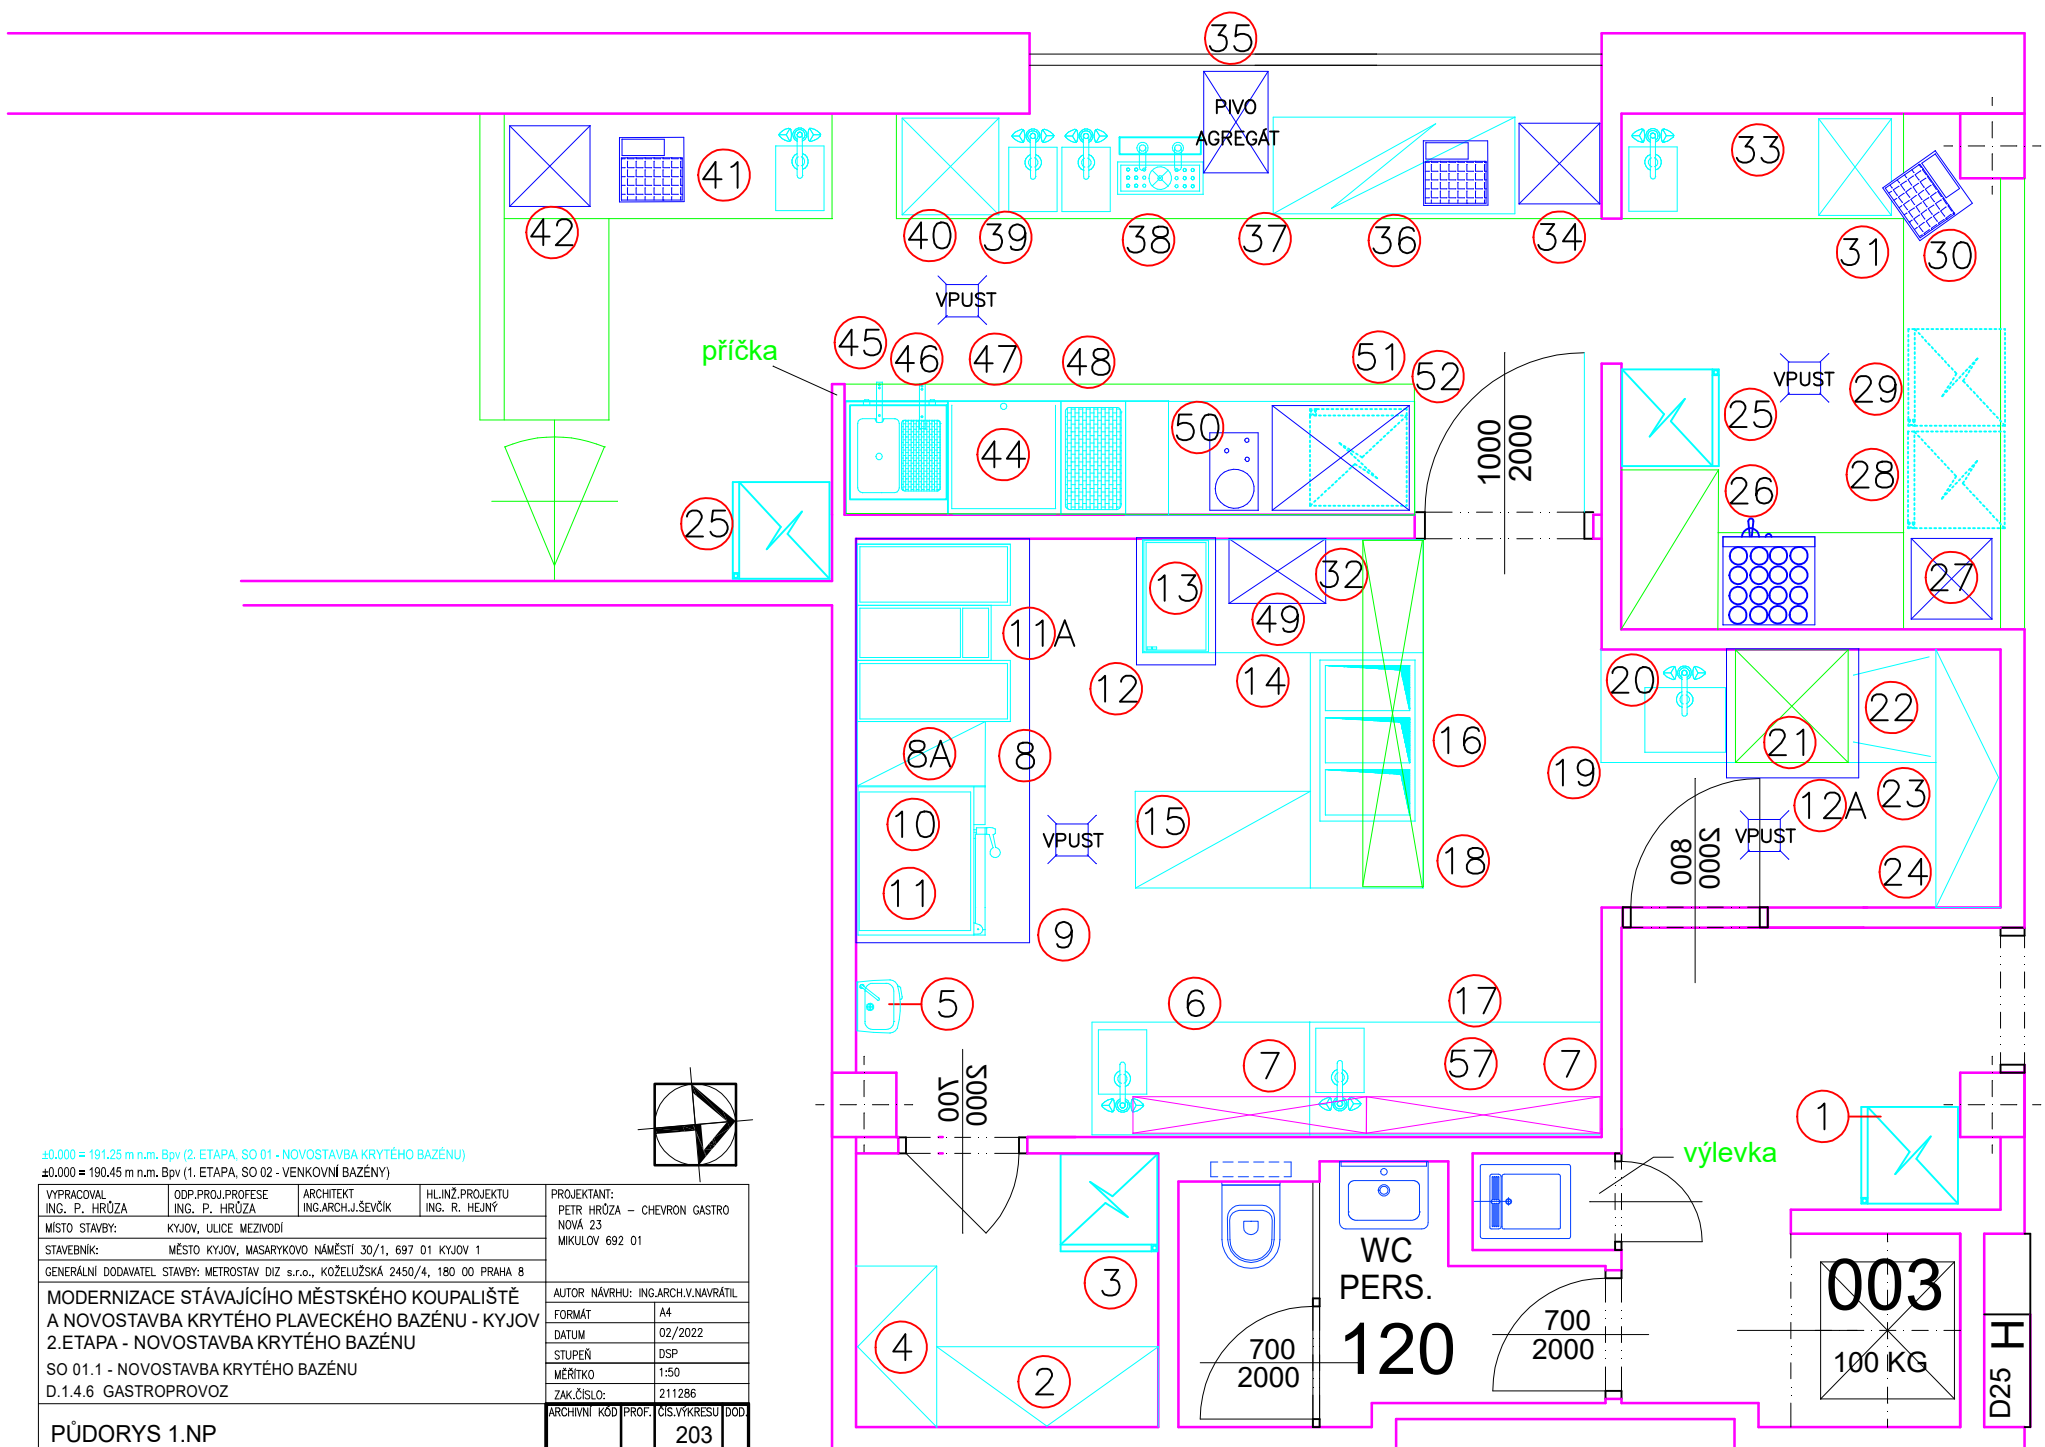 35
PIVO
AGREGÁT
41
33
42
40
39
38
37
36
34
31
30
VPUST
příčka
45
46
47
48
51
52
VPUST
29
25
50
44
1000
2000
28
26
25
13
32
27
11A
49
12
14
20
22
8A
8
16
21
19
10
15
VPUST
23
12A
VPUST
11
18
800
2000
24
9
5
6
17
7
57
7
700
2000
1
výlevka
3
WC
PERS.
120
4
2
700
2000
700
2000
003
100 KG
H
D25
±0.000 = 191.25 m n.m. Bpv (2. ETAPA, SO 01 - NOVOSTAVBA KRYTÉHO BAZÉNU)
±0.000 = 190.45 m n.m. Bpv (1. ETAPA, SO 02 - VENKOVNÍ BAZÉNY)
VYPRACOVAL
ING. P. HRŮZA
ODP.PROJ.PROFESE
ING. P. HRŮZA
ARCHITEKT
ING.ARCH.J.ŠEVČÍK
HL.INŽ.PROJEKTU
ING. R. HEJNÝ
PROJEKTANT:
PETR HRŮZA – CHEVRON GASTRO
NOVÁ 23
MIKULOV 692 01
MÍSTO STAVBY: KYJOV, ULICE MEZIVODÍ
STAVEBNÍK: MĚSTO KYJOV, MASARYKOVO NÁMĚSTÍ 30/1, 697 01 KYJOV 1
GENERÁLNÍ DODAVATEL STAVBY: METROSTAV DIZ s.r.o., KOŽELUŽSKÁ 2450/4, 180 00 PRAHA 8
MODERNIZACE STÁVAJÍCÍHO MĚSTSKÉHO KOUPALIŠTĚ
A NOVOSTAVBA KRYTÉHO PLAVECKÉHO BAZÉNU - KYJOV
2.ETAPA - NOVOSTAVBA KRYTÉHO BAZÉNU
SO 01.1 - NOVOSTAVBA KRYTÉHO BAZÉNU
D.1.4.6 GASTROPROVOZ
AUTOR NÁVRHU: ING.ARCH.V.NAVRÁTIL
FORMÁT A4
DATUM 02/2022
STUPEŇ DSP
MĚŘÍTKO 1:50
ZAK.ČÍSLO: 211286
ARCHIVNÍ KÓD PROF. ČÍS.VÝKRESU DOD.
203
PŮDORYS 1.NP